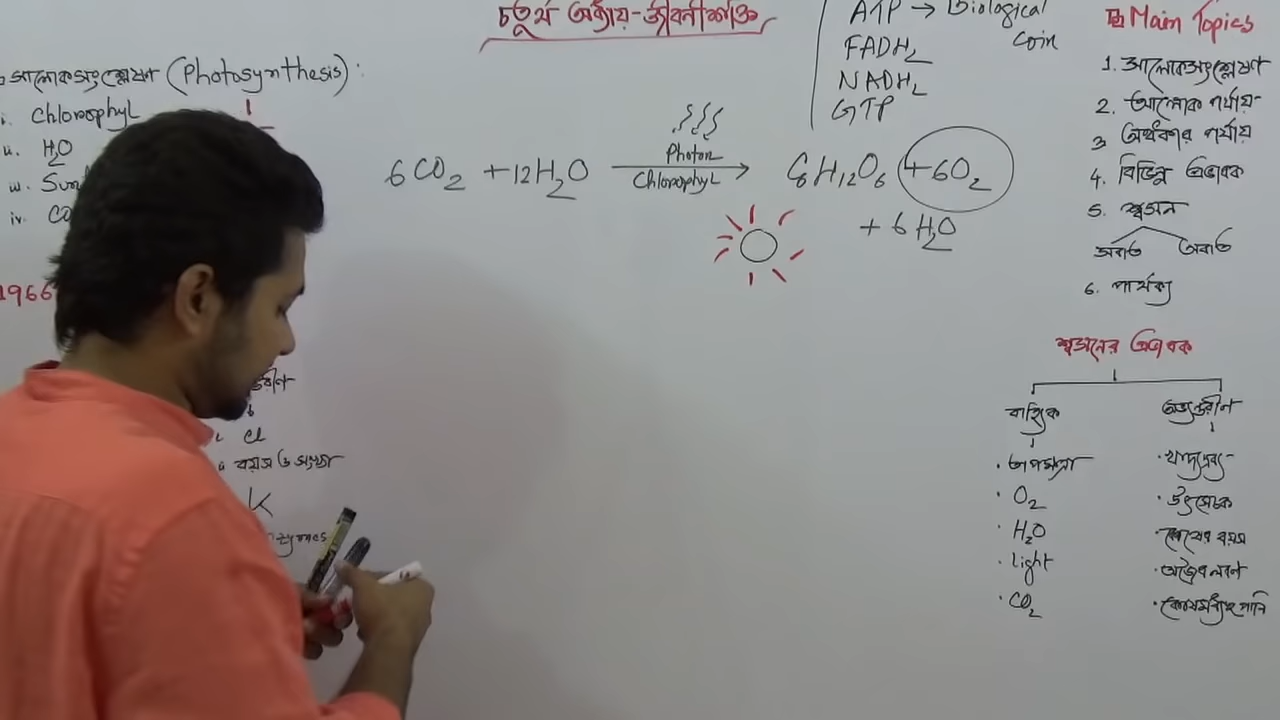 চতুর্থ অধ্যায়-জীবনীশক্তি
আলোকসংশ্লেষণ (Photosynthesis):
i. Chlorophyl
ii. H2O
iii. Sun
iv. CO
1966
Cl
বয়স ও সংখ্যা
K
zymes
6CO2 + 12H2O
Photon
Chlorophyl
C6H12O6 + 6O2
+ 6H2O
ATP → Biological
Coin
FADH2
NADH2
GTP
Main Topics
1. আলোকসংশ্লেষণ
2. আলোক পর্যায়
3 অন্ধকার পর্যায়
4. বিভিন্ন প্রভাবক
5. শ্বসন
সবাত অবাত
6. পার্থক্য
শ্বসনের প্রভাবক
বাহ্যিক
· তাপমাত্রা
· O2
· H2O
· light
· CO2
অভ্যন্তরীণ
· খাদ্যদ্রব্য
· উৎসেচক
· কোষের বয়স
· অজৈব লবণ
· কোষমধ্যস্থ পানি